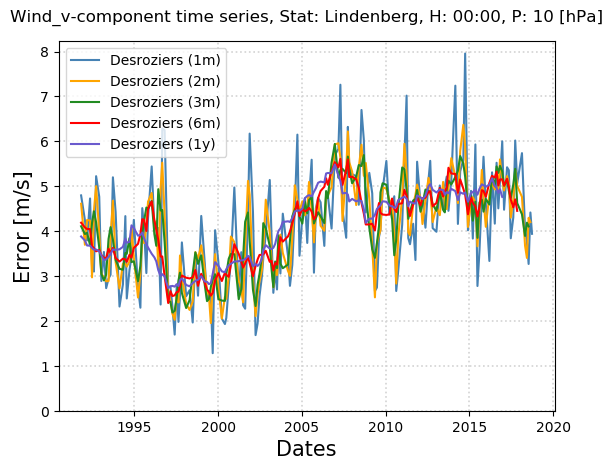 Wind_v-component time series, Stat: Lindenberg, H: 00:00, P: 10 [hPa]
8
7
6
5
4
3
2
1
0
Error [m/s]
Desroziers (1m)
Desroziers (2m)
Desroziers (3m)
Desroziers (6m)
Desroziers (1y)
1995 2000 2005 2010 2015 2020
Dates